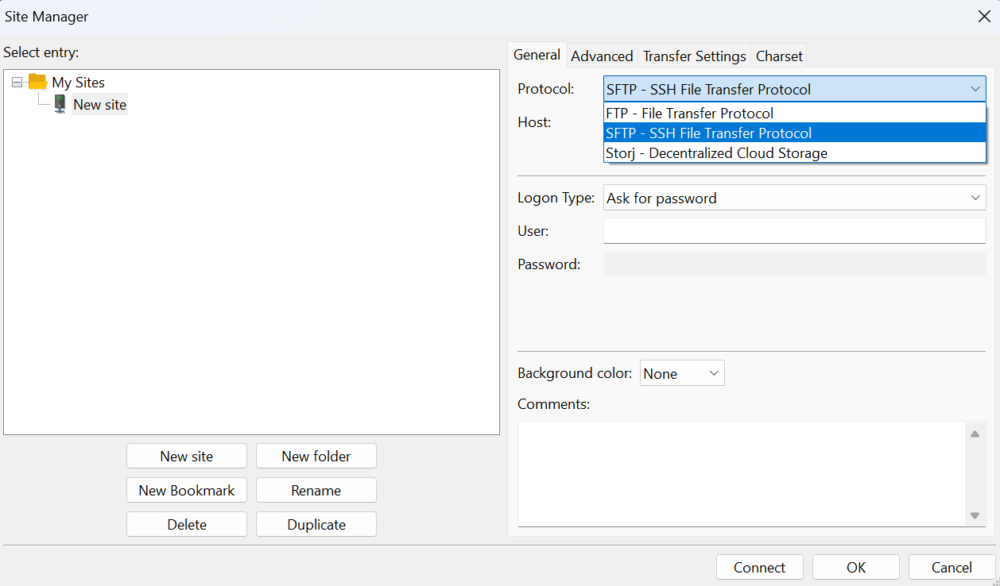 Site Manager
Select entry:
My Sites
New site
New site
New folder
New Bookmark
Rename
Delete
Duplicate
General
Advanced
Transfer Settings
Charset
Protocol:
SFTP - SSH File Transfer Protocol
FTP - File Transfer Protocol
SFTP - SSH File Transfer Protocol
Storj - Decentralized Cloud Storage
Host:
Logon Type:
Ask for password
User:
Password:
Background color:
None
Comments:
Connect
OK
Cancel